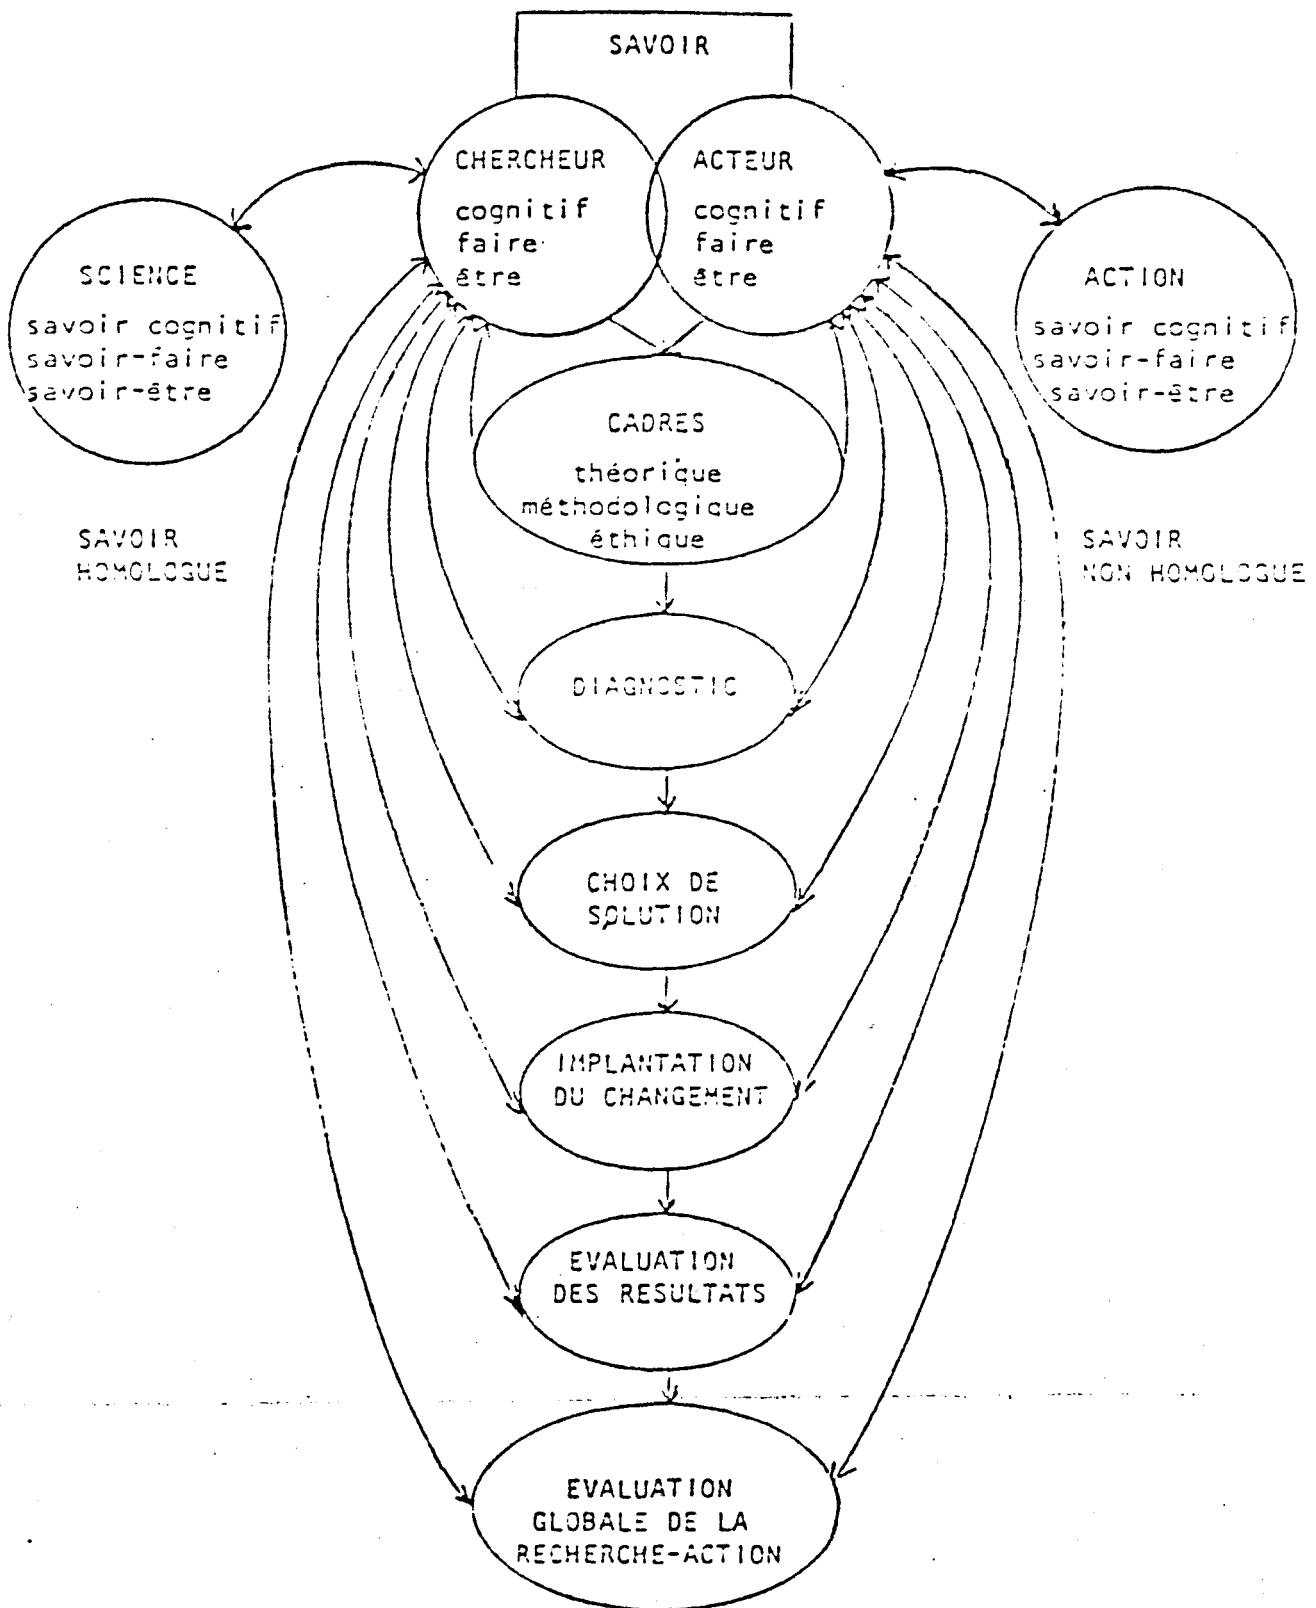 SAVOIR
CHERCHEUR
cognitif
faire
être
ACTEUR
cognitif
faire
être
SCIENCE
savoir cognitif
savoir-faire
savoir-être
ACTION
savoir cognitif
savoir-faire
savoir-être
CADRES
théorique
méthodologique
éthique
SAVOIR
HOMOLOGUE
SAVOIR
NON HOMOLOGUE
DIAGNOSTIC
CHOIX DE
SOLUTION
IMPLANTATION
DU CHANGEMENT
EVALUATION
DES RESULTATS
EVALUATION
GLOBALE DE LA
RECHERCHE-ACTION